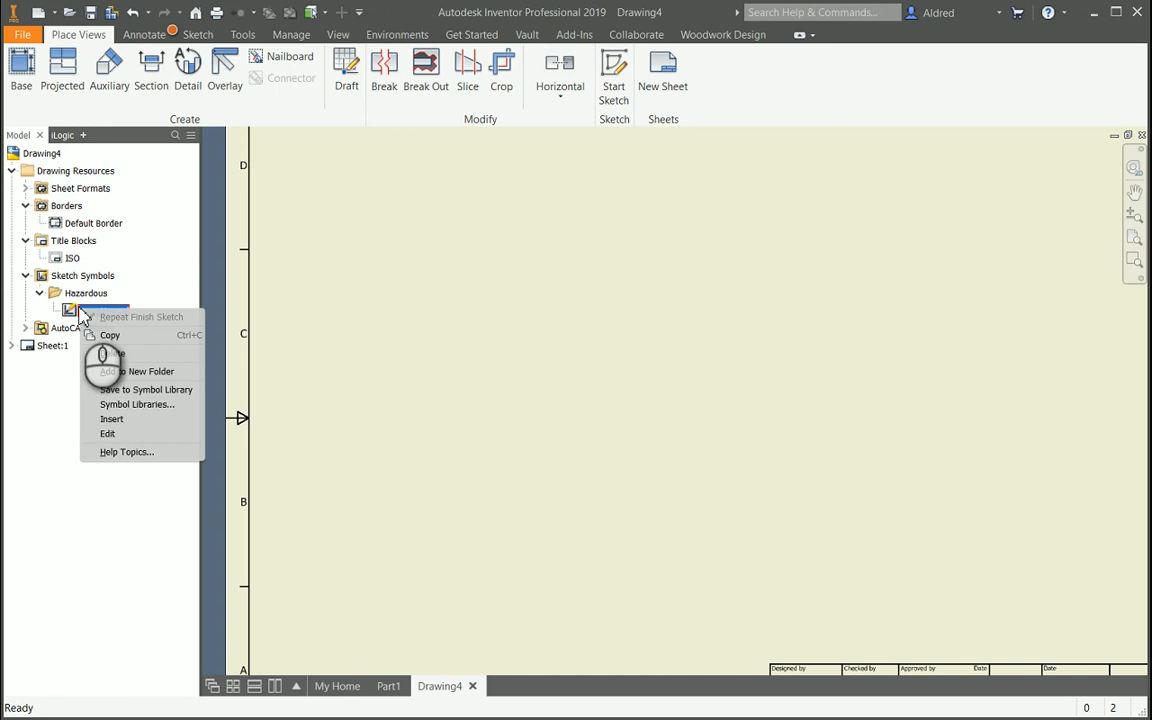 PRO
Autodesk Inventor Professional 2019 Drawing4
Search Help & Commands...
Aldred
File
Place Views
Annotate
Sketch
Tools
Manage
View
Environments
Get Started
Vault
Add-Ins
Collaborate
Woodwork Design
Base
Projected
Auxiliary
Section
Detail
Overlay
Nailboard
Connector
Draft
Break
Break Out
Slice
Crop
Horizontal
Start
Sketch
New Sheet
Create
Modify
Sketch
Sheets
Model
iLogic
Drawing4
Drawing Resources
Sheet Formats
Borders
Default Border
Title Blocks
ISO
Sketch Symbols
Hazardous
AutoCA
Sheet:1
Repeat Finish Sketch
Copy Ctrl+C
Add to New Folder
Save to Symbol Library
Symbol Libraries...
Insert
Edit
Help Topics...
D
C
B
A
Designed by
Checked by
Approved by
Date
Date
My Home
Part1
Drawing4
Ready
0
2